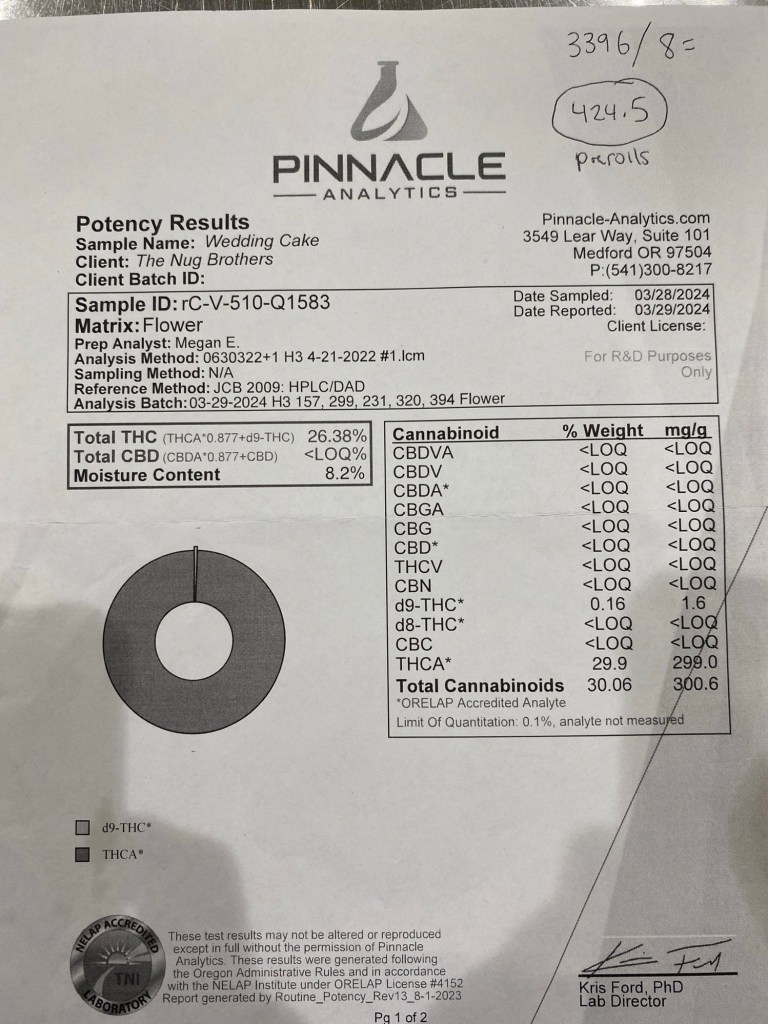 3396/8=
424.5
prerolls
PINNACLE
ANALYTICS
Potency Results
Sample Name: Wedding Cake
Client: The Nug Brothers
Client Batch ID:
Pinnacle-Analytics.com
3549 Lear Way, Suite 101
Medford OR 97504
P:(541)300-8217
Sample ID: rC-V-510-Q1583
Matrix: Flower
Prep Analyst: Megan E.
Analysis Method: 0630322+1 H3 4-21-2022 #1.lcm
Sampling Method: N/A
Reference Method: JCB 2009: HPLC/DAD
Analysis Batch: 03-29-2024 H3 157, 299, 231, 320, 394 Flower
Date Sampled: 03/28/2024
Date Reported: 03/29/2024
Client License:
For R&D Purposes
Only
Total THC (THCA*0.877+d9-THC) 26.38%
Total CBD (CBDA*0.877+CBD) <LOQ%
Moisture Content 8.2%
Cannabinoid % Weight mg/g
CBDVA <LOQ <LOQ
CBDV <LOQ <LOQ
CBDA* <LOQ <LOQ
CBGA <LOQ <LOQ
CBG <LOQ <LOQ
CBD* <LOQ <LOQ
THCV <LOQ <LOQ
CBN <LOQ <LOQ
d9-THC* 0.16 1.6
d8-THC* <LOQ <LOQ
CBC <LOQ <LOQ
THCA* 29.9 299.0
Total Cannabinoids 30.06 300.6
*ORELAP Accredited Analyte
Limit Of Quantitation: 0.1%, analyte not measured
d9-THC*
THCA*
NELAP ACCREDITED
TNI
LABORATORY
These test results may not be altered or reproduced
except in full without the permission of Pinnacle
Analytics. These results were generated following
the Oregon Administrative Rules and in accordance
with the NELAP Institute under ORELAP License #4152
Report generated by Routine_Potency_Rev13_8-1-2023
Kris Ford, PhD
Lab Director
Pg 1 of 2